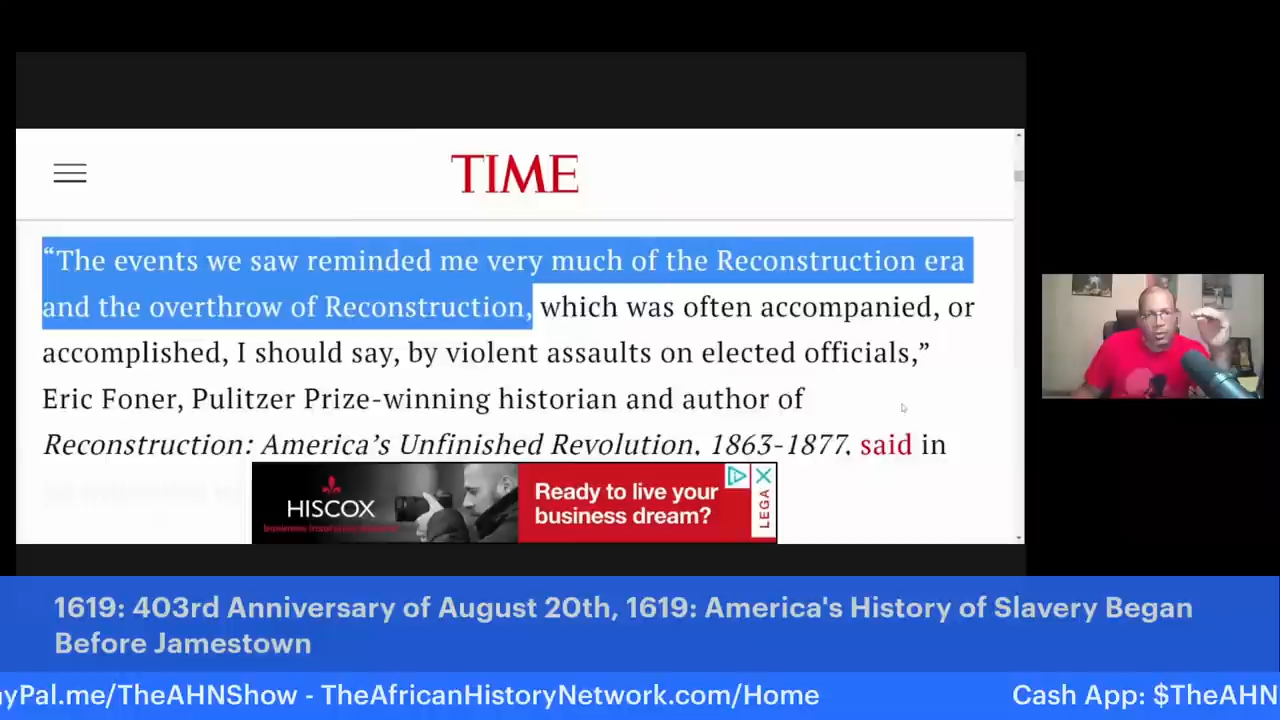 TIME
“The events we saw reminded me very much of the Reconstruction era
and the overthrow of Reconstruction, which was often accompanied, or
accomplished, I should say, by violent assaults on elected officials,”
Eric Foner, Pulitzer Prize-winning historian and author of
Reconstruction: America’s Unfinished Revolution, 1863-1877, said in
HISCOX
Ready to live your
business dream?
LEGA
1619: 403rd Anniversary of August 20th, 1619: America's History of Slavery Began
Before Jamestown
ayPal.me/TheAHNShow - TheAfricanHistoryNetwork.com/Home
Cash App: $TheAHN